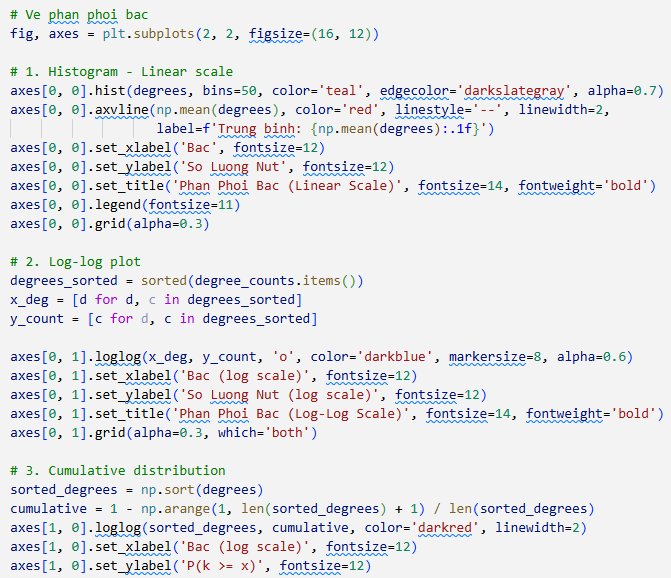 # Ve phan phoi bac
fig, axes = plt.subplots(2, 2, figsize=(16, 12))
# 1. Histogram - Linear scale
axes[0, 0].hist(degrees, bins=50, color='teal', edgecolor='darkslategray', alpha=0.7)
axes[0, 0].axvline(np.mean(degrees), color='red', linestyle='--', linewidth=2,
label=f'Trung binh: {np.mean(degrees):.1f}')
axes[0, 0].set_xlabel('Bac', fontsize=12)
axes[0, 0].set_ylabel('So Luong Nut', fontsize=12)
axes[0, 0].set_title('Phan Phoi Bac (Linear Scale)', fontsize=14, fontweight='bold')
axes[0, 0].legend(fontsize=11)
axes[0, 0].grid(alpha=0.3)
# 2. Log-log plot
degrees_sorted = sorted(degree_counts.items())
x_deg = [d for d, c in degrees_sorted]
y_count = [c for d, c in degrees_sorted]
axes[0, 1].loglog(x_deg, y_count, 'o', color='darkblue', markersize=8, alpha=0.6)
axes[0, 1].set_xlabel('Bac (log scale)', fontsize=12)
axes[0, 1].set_ylabel('So Luong Nut (log scale)', fontsize=12)
axes[0, 1].set_title('Phan Phoi Bac (Log-Log Scale)', fontsize=14, fontweight='bold')
axes[0, 1].grid(alpha=0.3, which='both')
# 3. Cumulative distribution
sorted_degrees = np.sort(degrees)
cumulative = 1 - np.arange(1, len(sorted_degrees) + 1) / len(sorted_degrees)
axes[1, 0].loglog(sorted_degrees, cumulative, color='darkred', linewidth=2)
axes[1, 0].set_xlabel('Bac (log scale)', fontsize=12)
axes[1, 0].set_ylabel('P(k >= x)', fontsize=12)